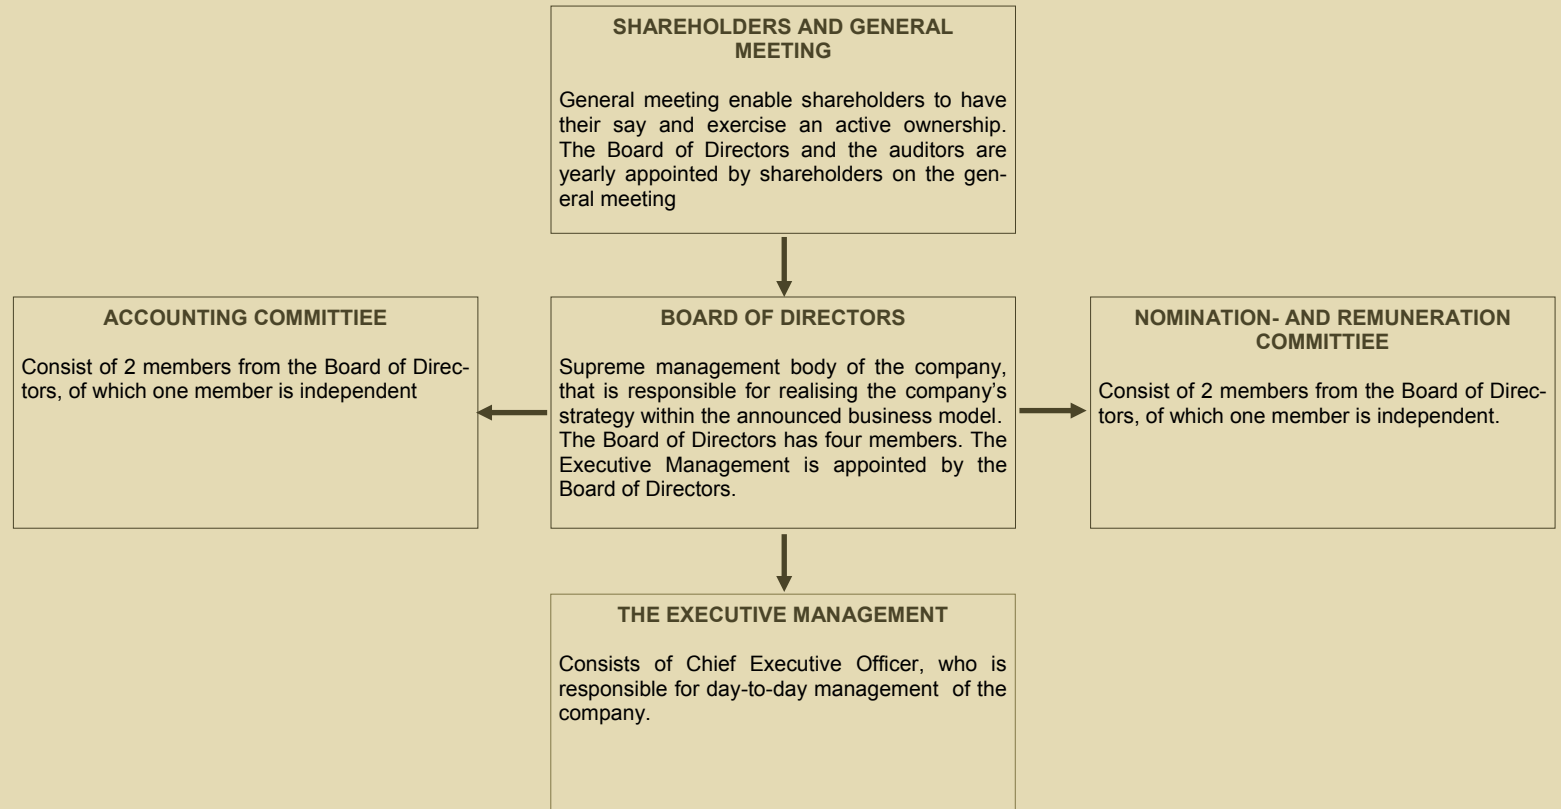 SHAREHOLDERS AND GENERAL
MEETING
General meeting enable shareholders to have
their say and exercise an active ownership.
The Board of Directors and the auditors are
yearly appointed by shareholders on the gen-
eral meeting
ACCOUNTING COMMITTIEE
Consist of 2 members from the Board of Direc-
tors, of which one member is independent
BOARD OF DIRECTORS
Supreme management body of the company,
that is responsible for realising the company’s
strategy within the announced business model.
The Board of Directors has four members. The
Executive Management is appointed by the
Board of Directors.
NOMINATION- AND REMUNERATION
COMMITTIEE
Consist of 2 members from the Board of Direc-
tors, of which one member is independent.
THE EXECUTIVE MANAGEMENT
Consists of Chief Executive Officer, who is
responsible for day-to-day management of the
company.